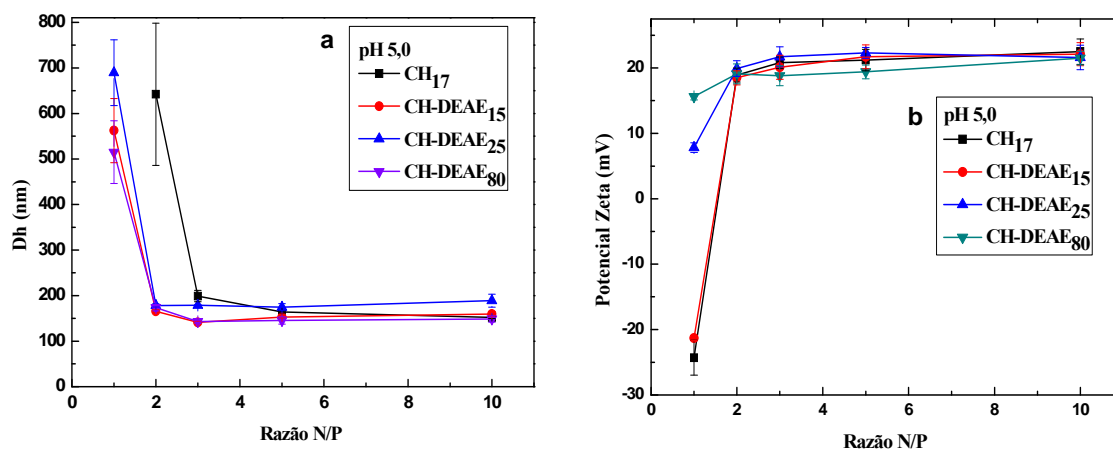 a
pH 5,0
CH17
CH-DEAE15
CH-DEAE25
CH-DEAE80
800
700
600
500
400
300
200
100
0
Dh (nm)
0 2 4 6 8 10
Razão N/P
b
pH 5,0
CH17
CH-DEAE15
CH-DEAE25
CH-DEAE80
20
10
0
-10
-20
-30
Potencial Zeta (mV)
0 2 4 6 8 10
Razão N/P